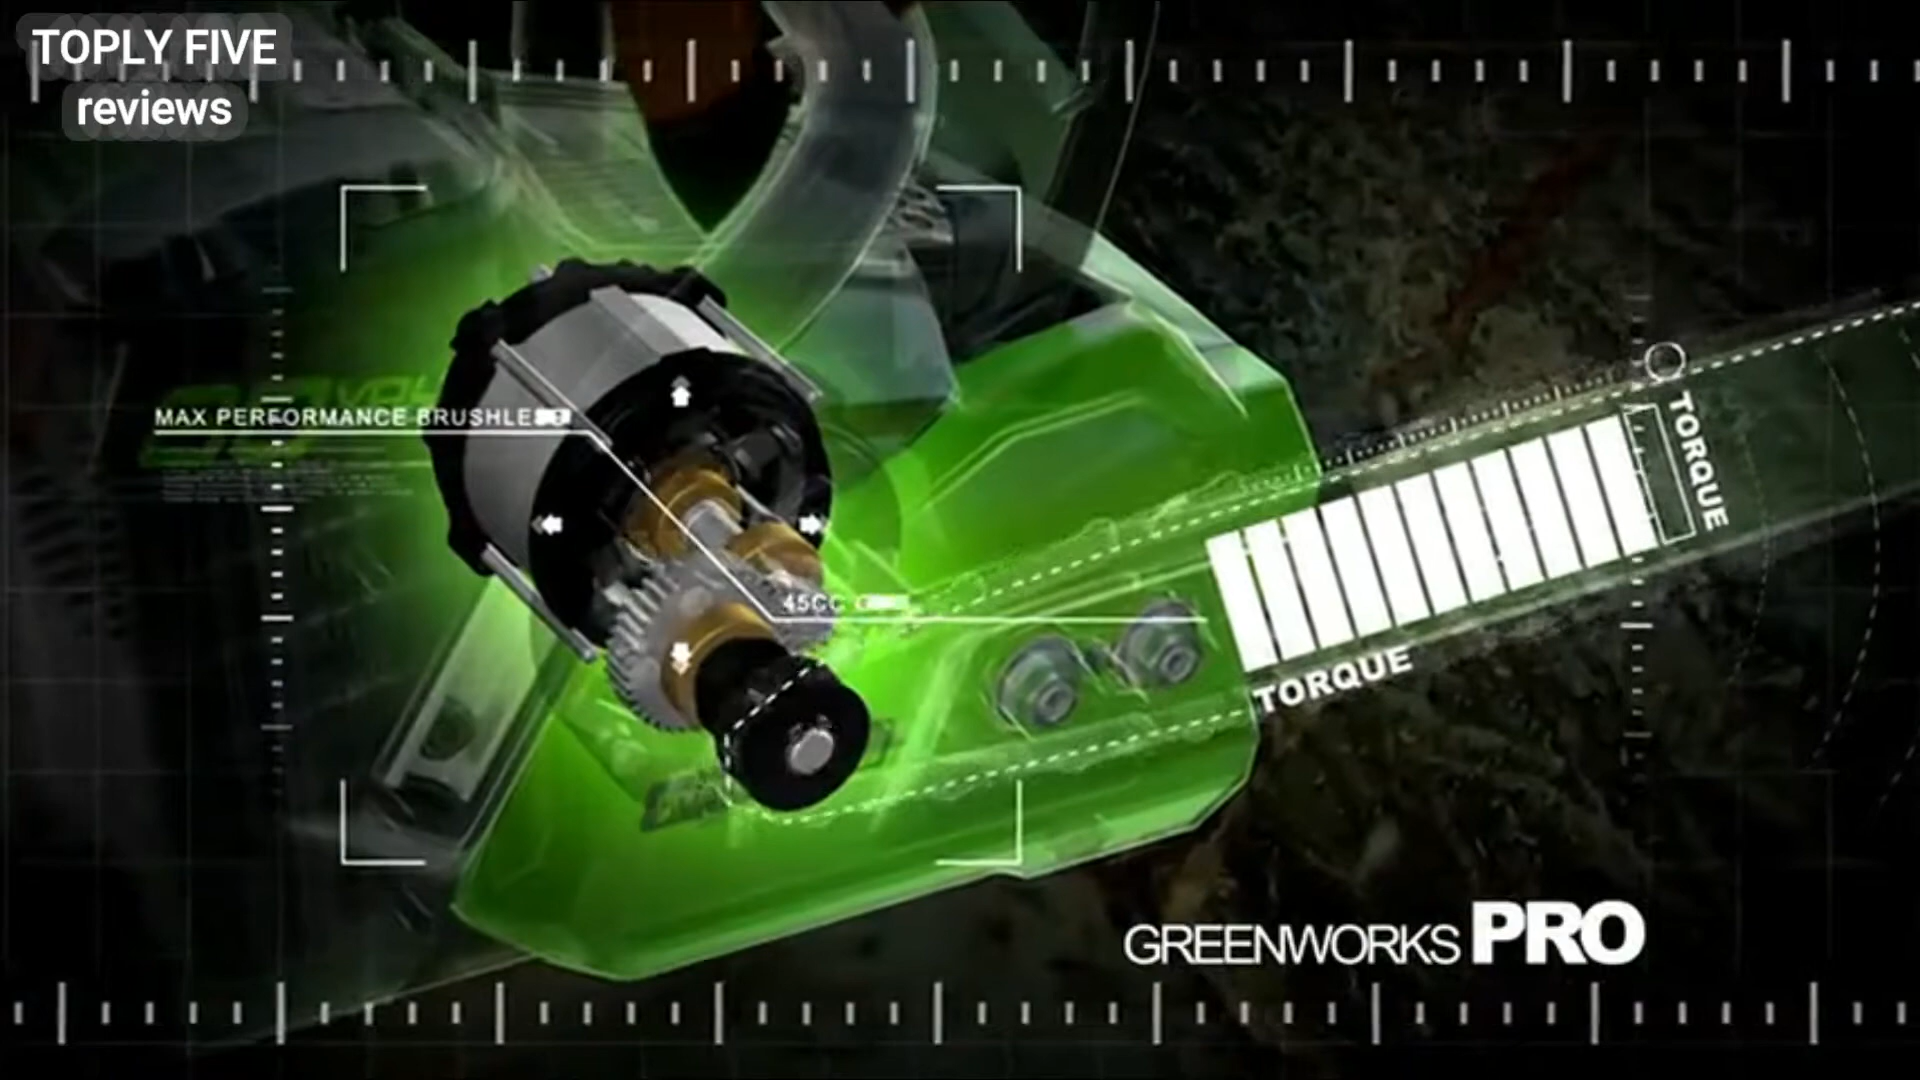 TOPLY FIVE
reviews
MAX PERFORMANCE BRUSHLE
45CC
TORQUE
TORQUE
GREENWORKS PRO